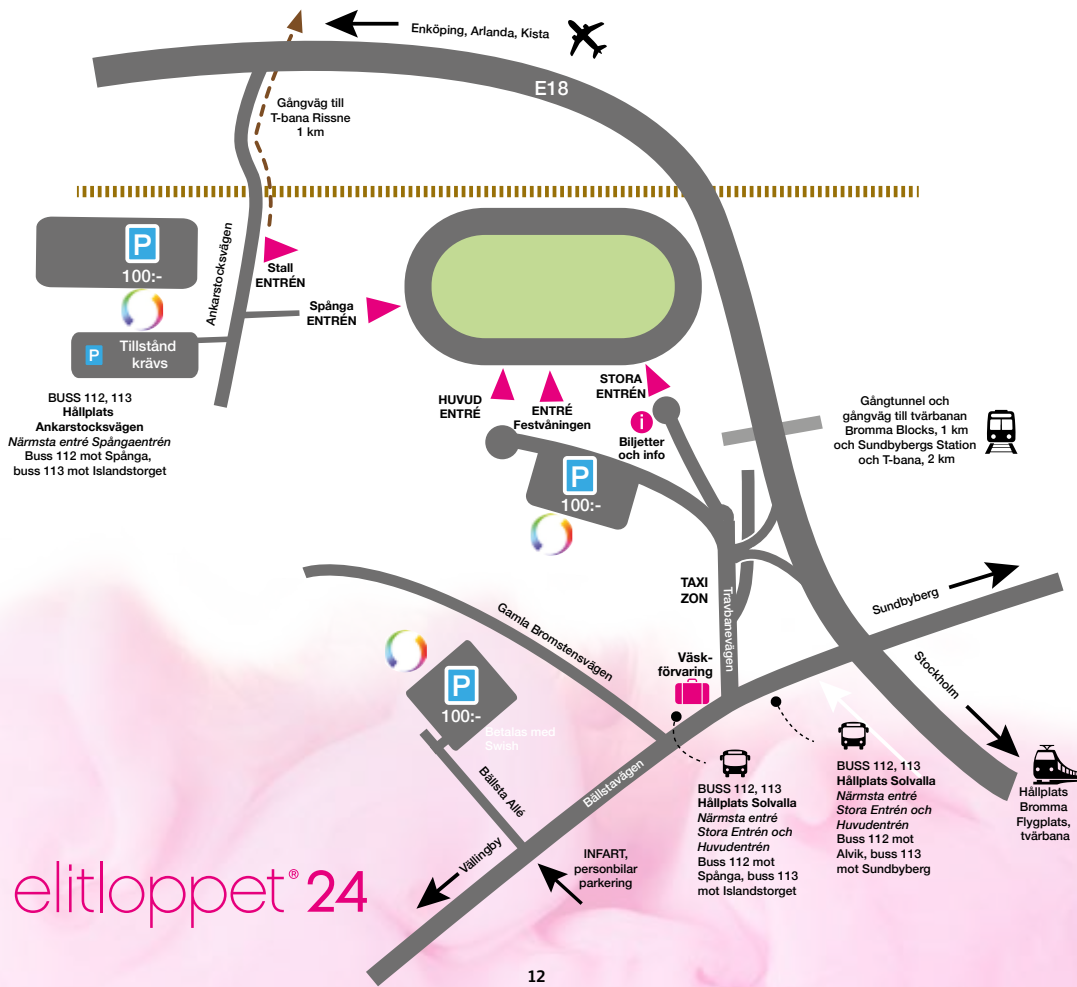 Enköping, Arlanda, Kista
E18
Gångväg till
T-bana Rissne
1 km
P
100:-
Ankarstocksvägen
Stall
ENTRÉN
Spånga
ENTRÉN
P
Tillstånd
krävs
BUSS 112, 113
Hållplats
Ankarstocksvägen
Närmsta entré Spångaentrén
Buss 112 mot Spånga,
buss 113 mot Islandstorget
HUVUD
ENTRÉ
ENTRÉ
Festvåningen
STORA
ENTRÉN
i
Biljetter
och info
Gångtunnel och
gångväg till tvärbanan
Bromma Blocks, 1 km
och Sundbybergs Station
och T-bana, 2 km
P
100:-
TAXI
ZON
Travbanevägen
Sundbyberg
Gamla Bromstensvägen
Väsk-
förvaring
Stockholm
P
100:-
Betalas med
Swish
Bällsta Allé
Bällstavägen
BUSS 112, 113
Hållplats Solvalla
Närmsta entré
Stora Entrén och
Huvudentrén
Buss 112 mot
Spånga, buss 113
mot Islandstorget
BUSS 112, 113
Hållplats Solvalla
Närmsta entré
Stora Entrén och
Huvudentrén
Buss 112 mot
Alvik, buss 113
mot Sundbyberg
Hållplats
Bromma
Flygplats,
tvärbana
Vällingby
INFART,
personbilar
parkering
elitloppet® 24
12